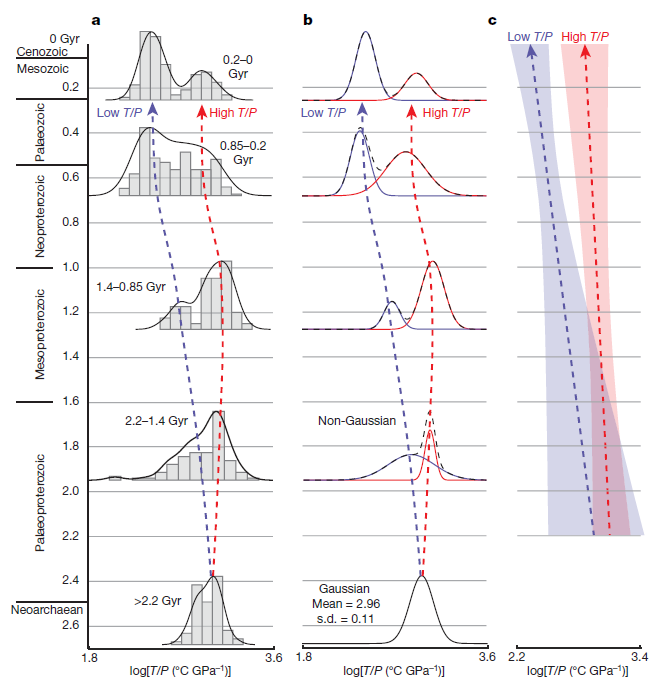 a
b
c
0 Gyr
Cenozoic
Mesozoic
Palaeozoic
Neoproterozoic
Mesoproterozoic
Palaeoproterozoic
Neoarchaean
0.2
0.4
0.6
0.8
1.0
1.2
1.4
1.6
1.8
2.0
2.2
2.4
2.6
0.2–0
Gyr
Low T/P
High T/P
0.85–0.2
Gyr
1.4–0.85 Gyr
2.2–1.4 Gyr
>2.2 Gyr
1.8
3.6
log[T/P (°C GPa⁻¹)]
Low T/P
High T/P
Non-Gaussian
Gaussian
Mean = 2.96
s.d. = 0.11
1.8
3.6
log[T/P (°C GPa⁻¹)]
Low T/P
High T/P
2.2
3.4
log[T/P (°C GPa⁻¹)]